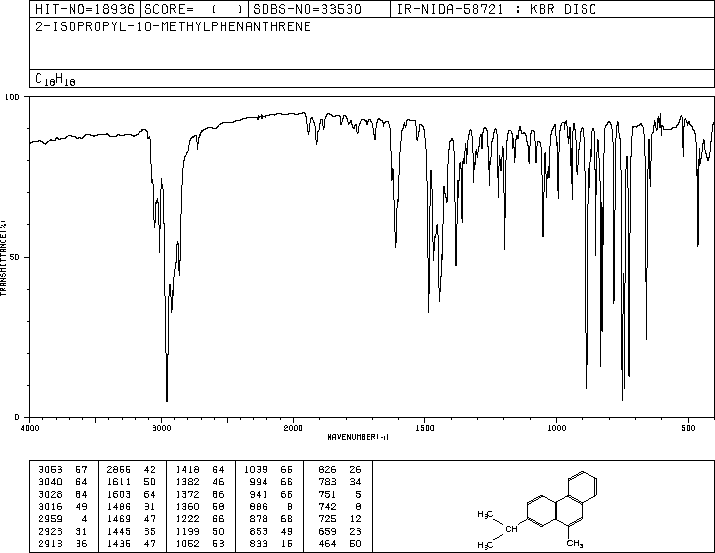 HIT-NO=18936 SCORE= ( ) SDBS-NO=33530 IR-NIDA-58721 : KBR DISC
2-ISOPROPYL-10-METHYLPHENANTHRENE
C18H18
100
50
0
TRANSMITTANCE(%)
4000 3000 2000 1500 1000 500
WAVENUMBER(-1)
3063 67 2866 42 1418 64 1039 66 826 26
3040 64 1611 50 1382 46 994 66 783 34
3028 64 1603 64 1372 86 941 66 751 5
3016 49 1486 31 1360 58 886 8 742 8
2959 4 1469 47 1222 66 878 68 725 12
2923 31 1445 35 1199 50 853 49 659 23
2913 36 1436 47 1052 53 833 15 464 50
H3C
CH
H3C
CH3